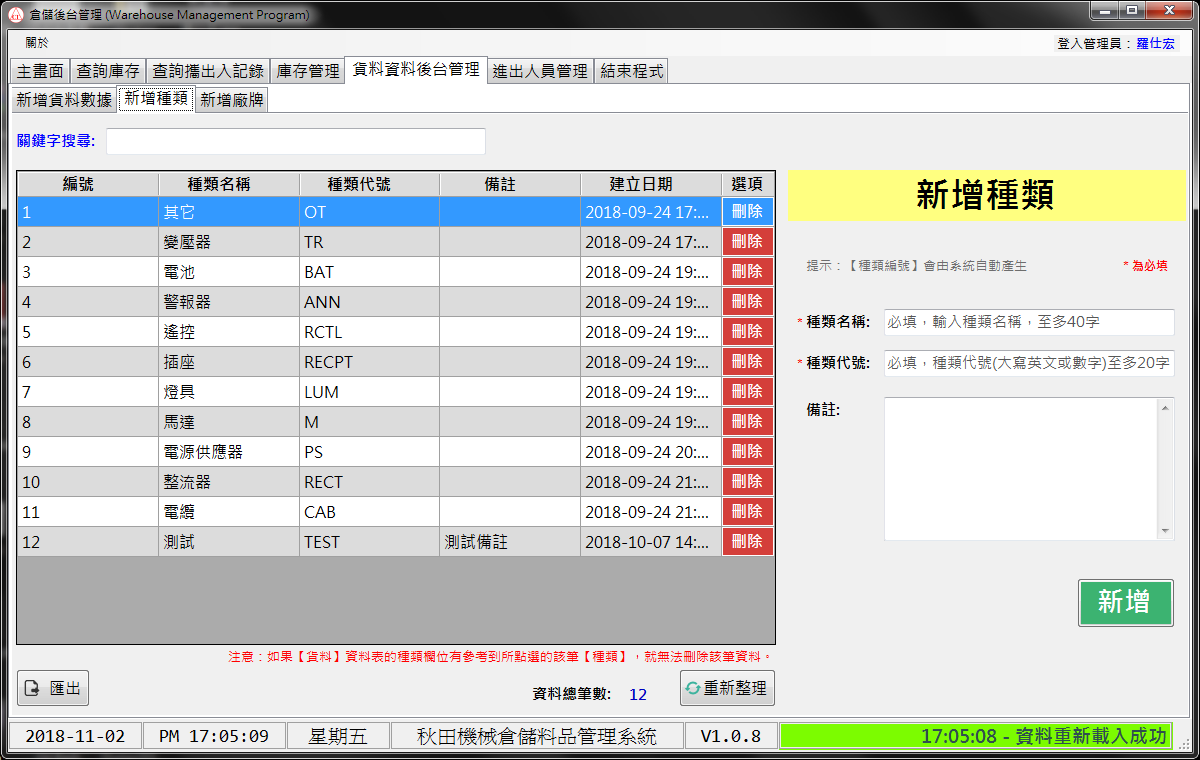 倉儲後台管理 (Warehouse Management Program)
關於
登入管理員：羅仕宏
主畫面 查詢庫存 查詢攜出入記錄 庫存管理 貨料資料後台管理 進出人員管理 結束程式
新增貨料數據 新增種類 新增廠牌
關鍵字搜尋:
編號 種類名稱 種類代號 備註 建立日期 選項
1 其它 OT 2018-09-24 17:... 刪除
2 變壓器 TR 2018-09-24 17:... 刪除
3 電池 BAT 2018-09-24 19:... 刪除
4 警報器 ANN 2018-09-24 19:... 刪除
5 遙控 RCTL 2018-09-24 19:... 刪除
6 插座 RECPT 2018-09-24 19:... 刪除
7 燈具 LUM 2018-09-24 19:... 刪除
8 馬達 M 2018-09-24 19:... 刪除
9 電源供應器 PS 2018-09-24 20:... 刪除
10 整流器 RECT 2018-09-24 21:... 刪除
11 電纜 CAB 2018-09-24 21:... 刪除
12 測試 TEST 測試備註 2018-10-07 14:... 刪除
注意：如果【貨料】資料表的種類欄位有參考到所點選的該筆【種類】，就無法刪除該筆資料。
匯出
資料總筆數: 12
重新整理
新增種類
提示：【種類編號】會由系統自動產生
* 為必填
* 種類名稱: 必填，輸入種類名稱，至多40字
* 種類代號: 必填，種類代號(大寫英文或數字)至多20字
備註:
新增
2018-11-02 PM 17:05:09 星期五 秋田機械倉儲料品管理系統 V1.0.8 17:05:08 - 資料重新載入成功